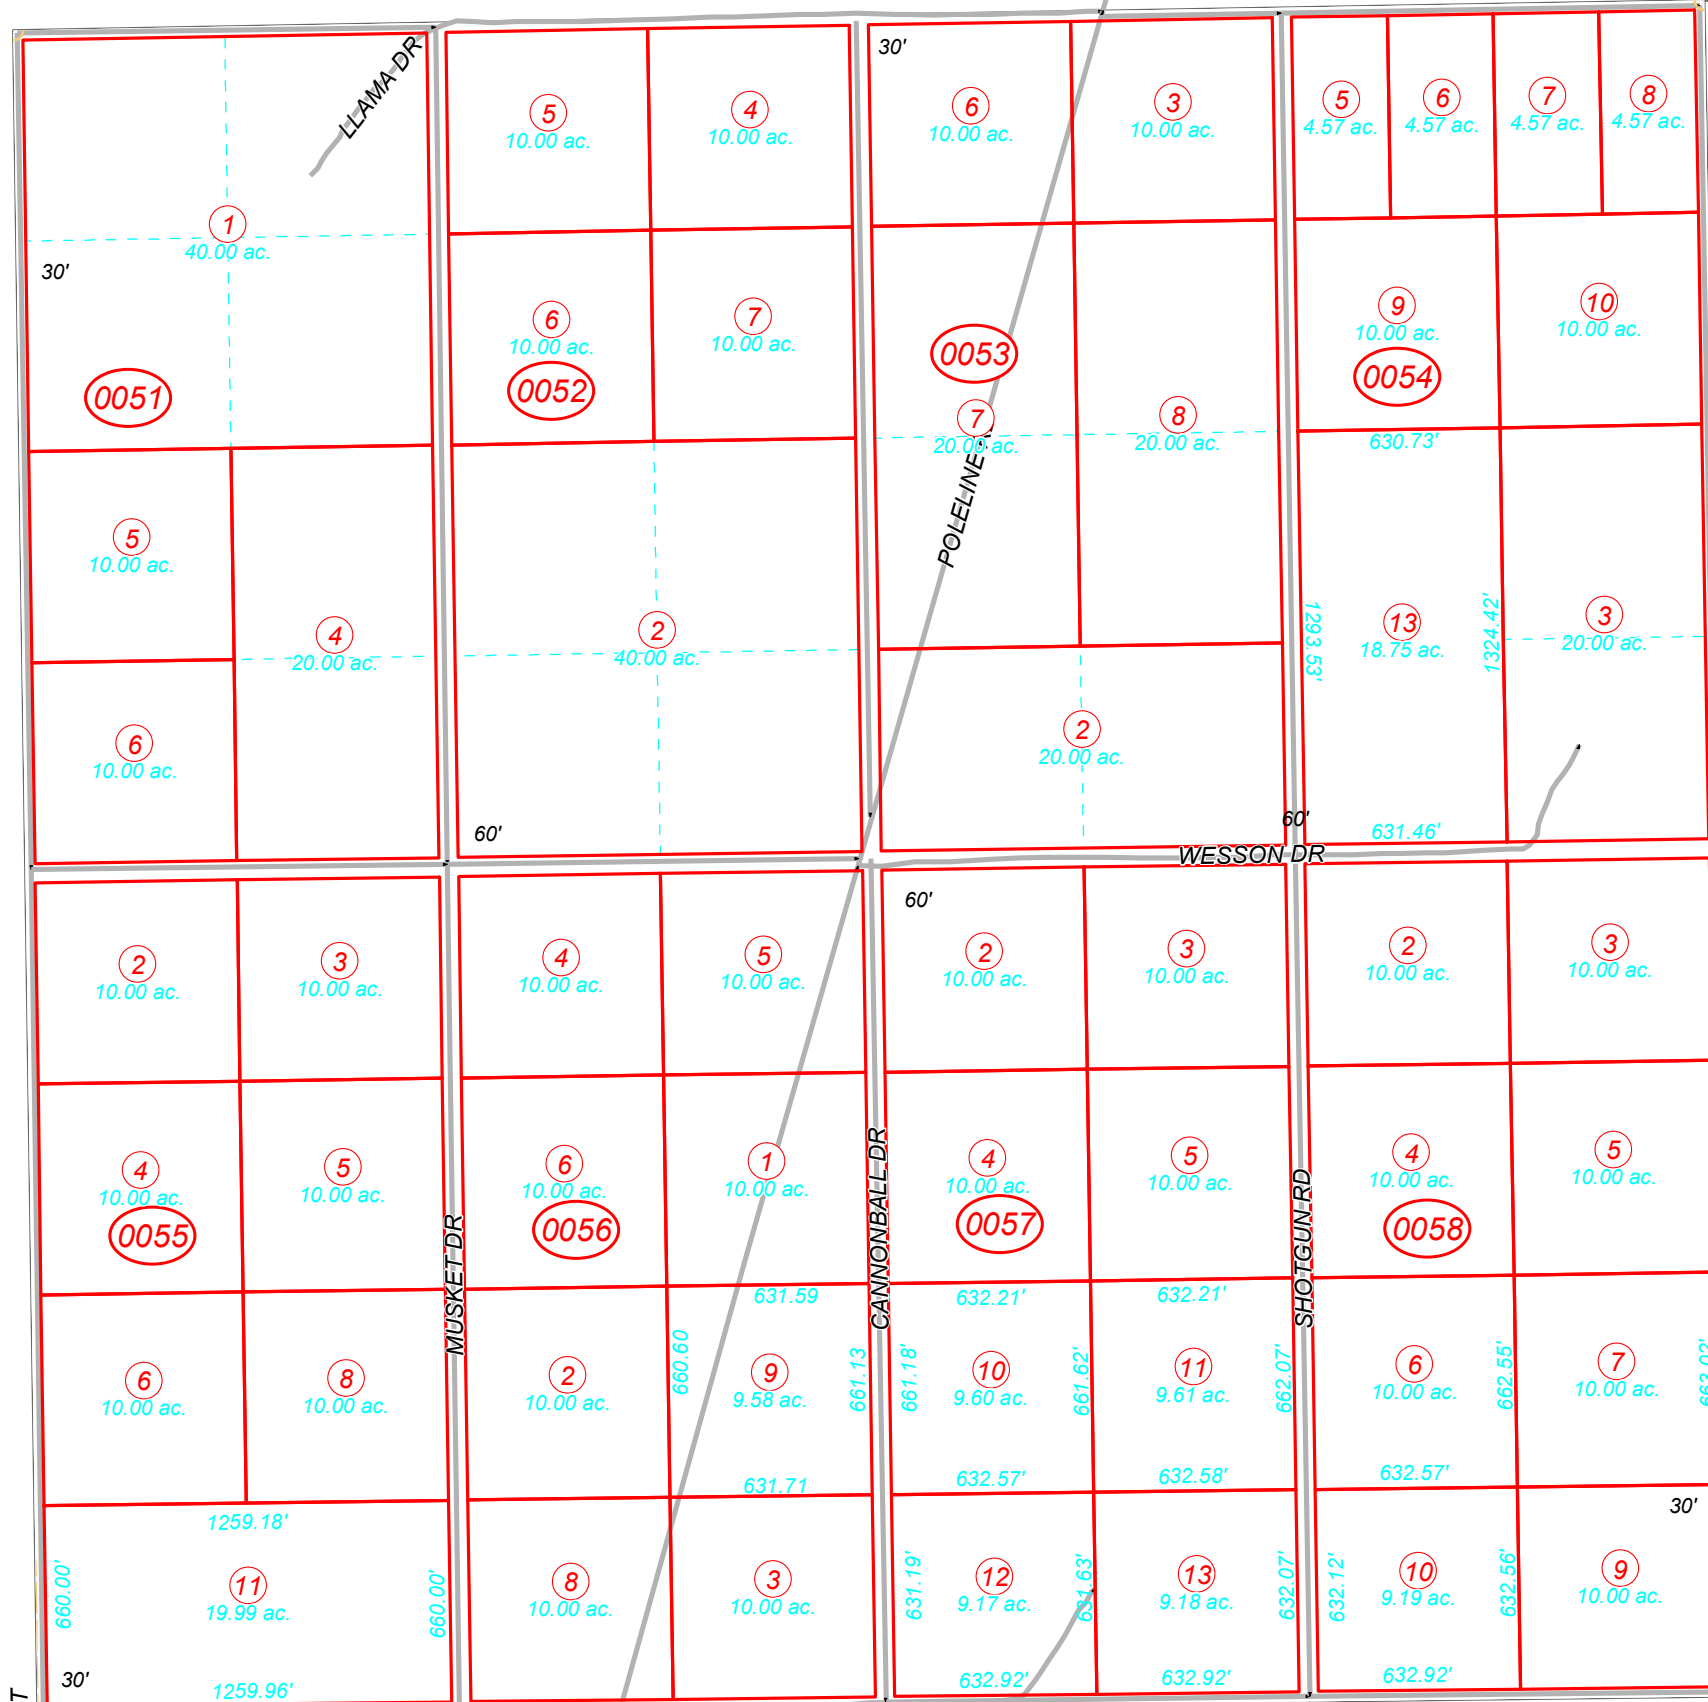 LLAMA DR
30'
5
10.00 ac.
4
10.00 ac.
6
10.00 ac.
3
10.00 ac.
5
4.57 ac.
6
4.57 ac.
7
4.57 ac.
8
4.57 ac.
1
40.00 ac.
30'
0051
6
10.00 ac.
0052
7
10.00 ac.
0053
7
20.00 ac.
8
20.00 ac.
9
10.00 ac.
0054
10
10.00 ac.
630.73'
POLELINE
5
10.00 ac.
4
20.00 ac.
2
40.00 ac.
1293.53'
13
18.75 ac.
1324.42'
3
20.00 ac.
6
10.00 ac.
2
20.00 ac.
60'
60'
631.46'
WESSON DR
60'
2
10.00 ac.
3
10.00 ac.
4
10.00 ac.
5
10.00 ac.
2
10.00 ac.
3
10.00 ac.
2
10.00 ac.
3
10.00 ac.
4
10.00 ac.
0055
5
10.00 ac.
MUSKET DR
6
10.00 ac.
0056
1
10.00 ac.
CANNONBALL DR
4
10.00 ac.
0057
5
10.00 ac.
SHOTGUN RD
4
10.00 ac.
0058
5
10.00 ac.
631.59
632.21'
632.21'
6
10.00 ac.
8
10.00 ac.
2
10.00 ac.
660.60
9
9.58 ac.
661.13
661.18'
10
9.60 ac.
661.62'
11
9.61 ac.
662.07'
6
10.00 ac.
662.55'
7
10.00 ac.
663.02'
631.71
632.57'
632.58'
632.57'
30'
1259.18'
660.00'
11
19.99 ac.
660.00'
8
10.00 ac.
3
10.00 ac.
631.19'
12
9.17 ac.
631.63'
13
9.18 ac.
632.07'
632.12'
10
9.19 ac.
632.56'
9
10.00 ac.
30'
1259.96'
632.92'
632.92'
632.92'
T